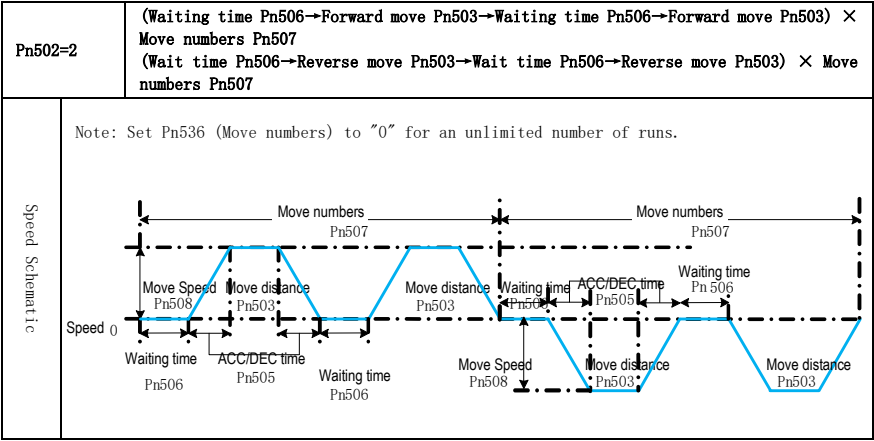 Pn502=2
(Waiting time Pn506→Forward move Pn503→Waiting time Pn506→Forward move Pn503) ×
Move numbers Pn507
(Wait time Pn506→Reverse move Pn503→Wait time Pn506→Reverse move Pn503) × Move
numbers Pn507
Speed Schematic
Note: Set Pn536 (Move numbers) to "0" for an unlimited number of runs.
Move numbers
Pn507
Move numbers
Pn507
Move Speed
Pn508
Move distance
Pn503
Move distance
Pn503
Waiting time
Pn506
ACC/DEC time
Pn505
Waiting time
Pn506
Speed 0
Waiting time
Pn506
ACC/DEC time
Pn505
Waiting time
Pn506
Move Speed
Pn508
Move distance
Pn503
Move distance
Pn503